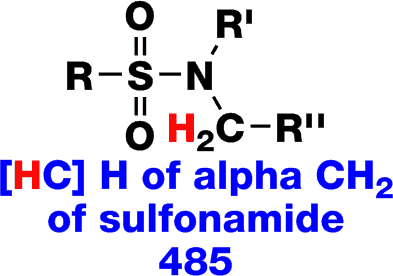 O R'
R–S–N
O H₂C–R''
[HC] H of alpha CH₂
of sulfonamide
485